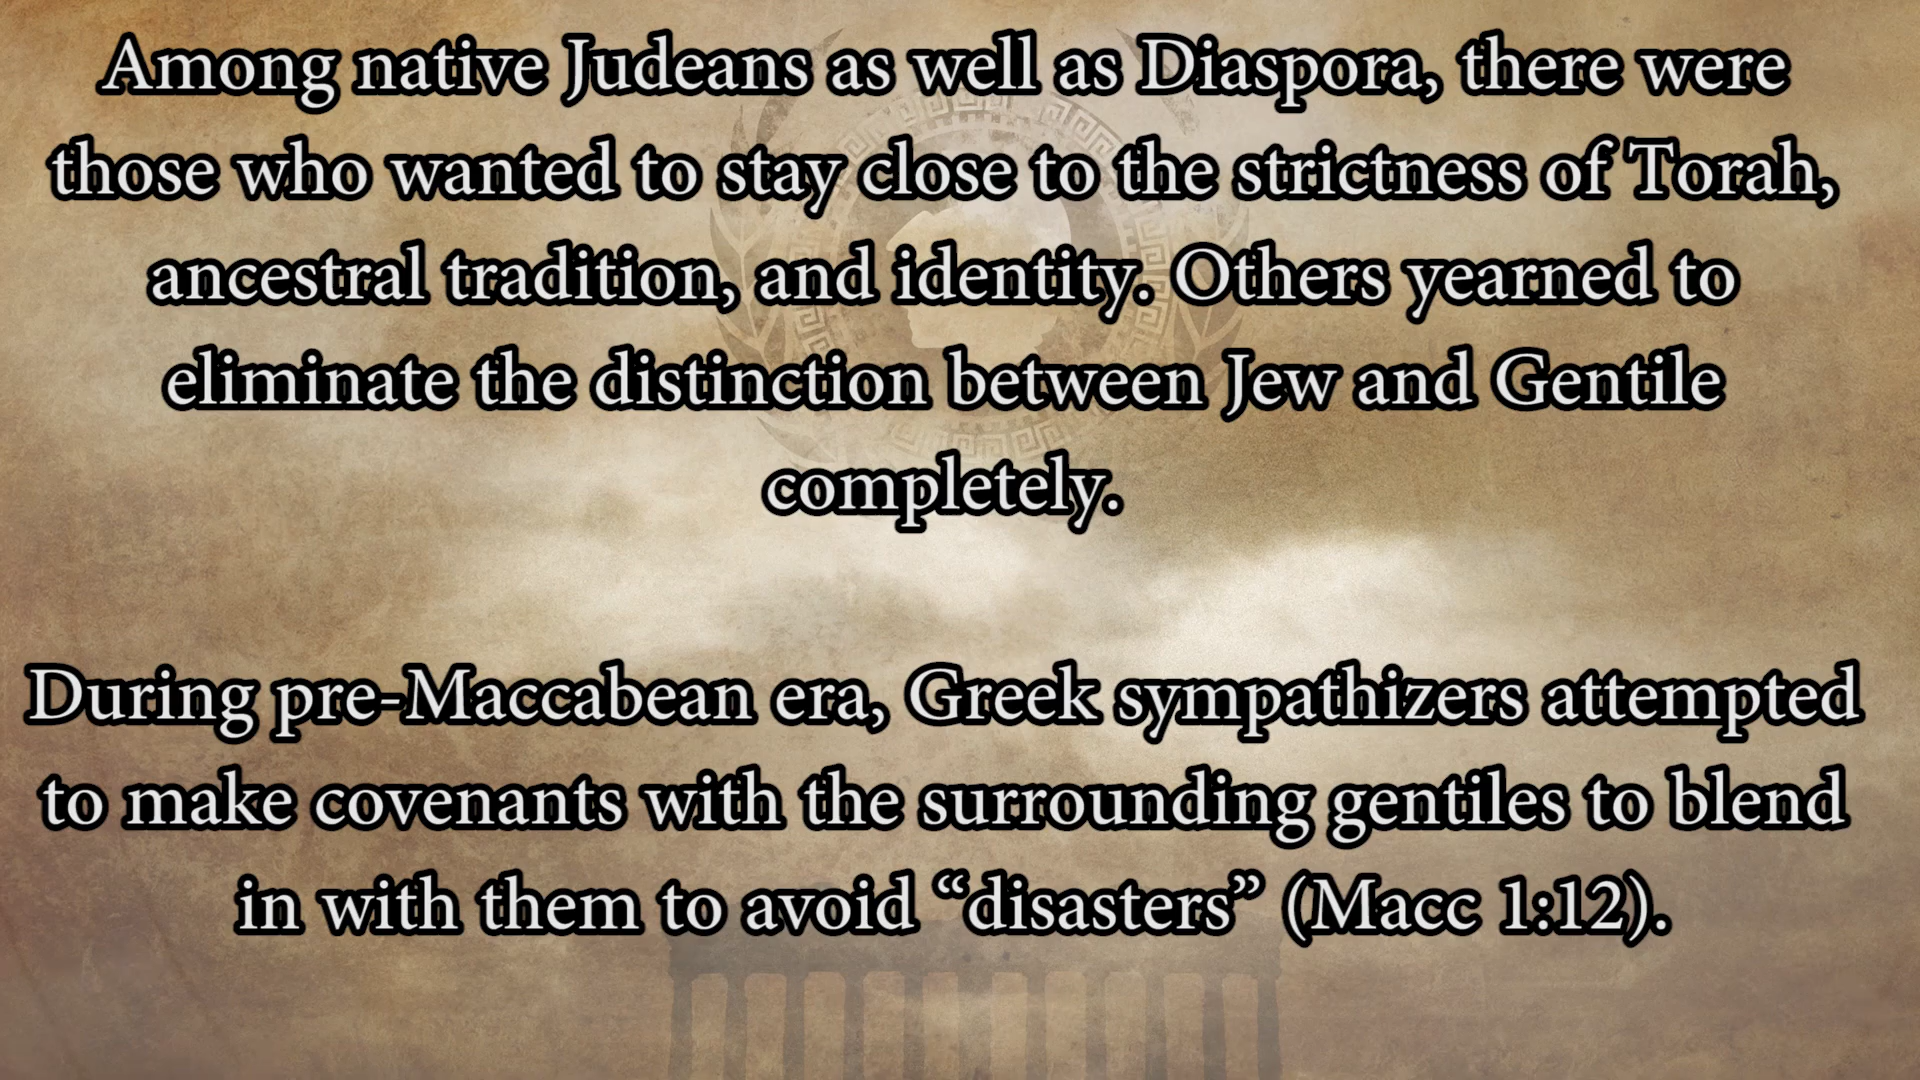 Among native Judeans as well as Diaspora, there were
those who wanted to stay close to the strictness of Torah,
ancestral tradition, and identity. Others yearned to
eliminate the distinction between Jew and Gentile
completely.
During pre-Maccabean era, Greek sympathizers attempted
to make covenants with the surrounding gentiles to blend
in with them to avoid “disasters” (Macc 1:12).